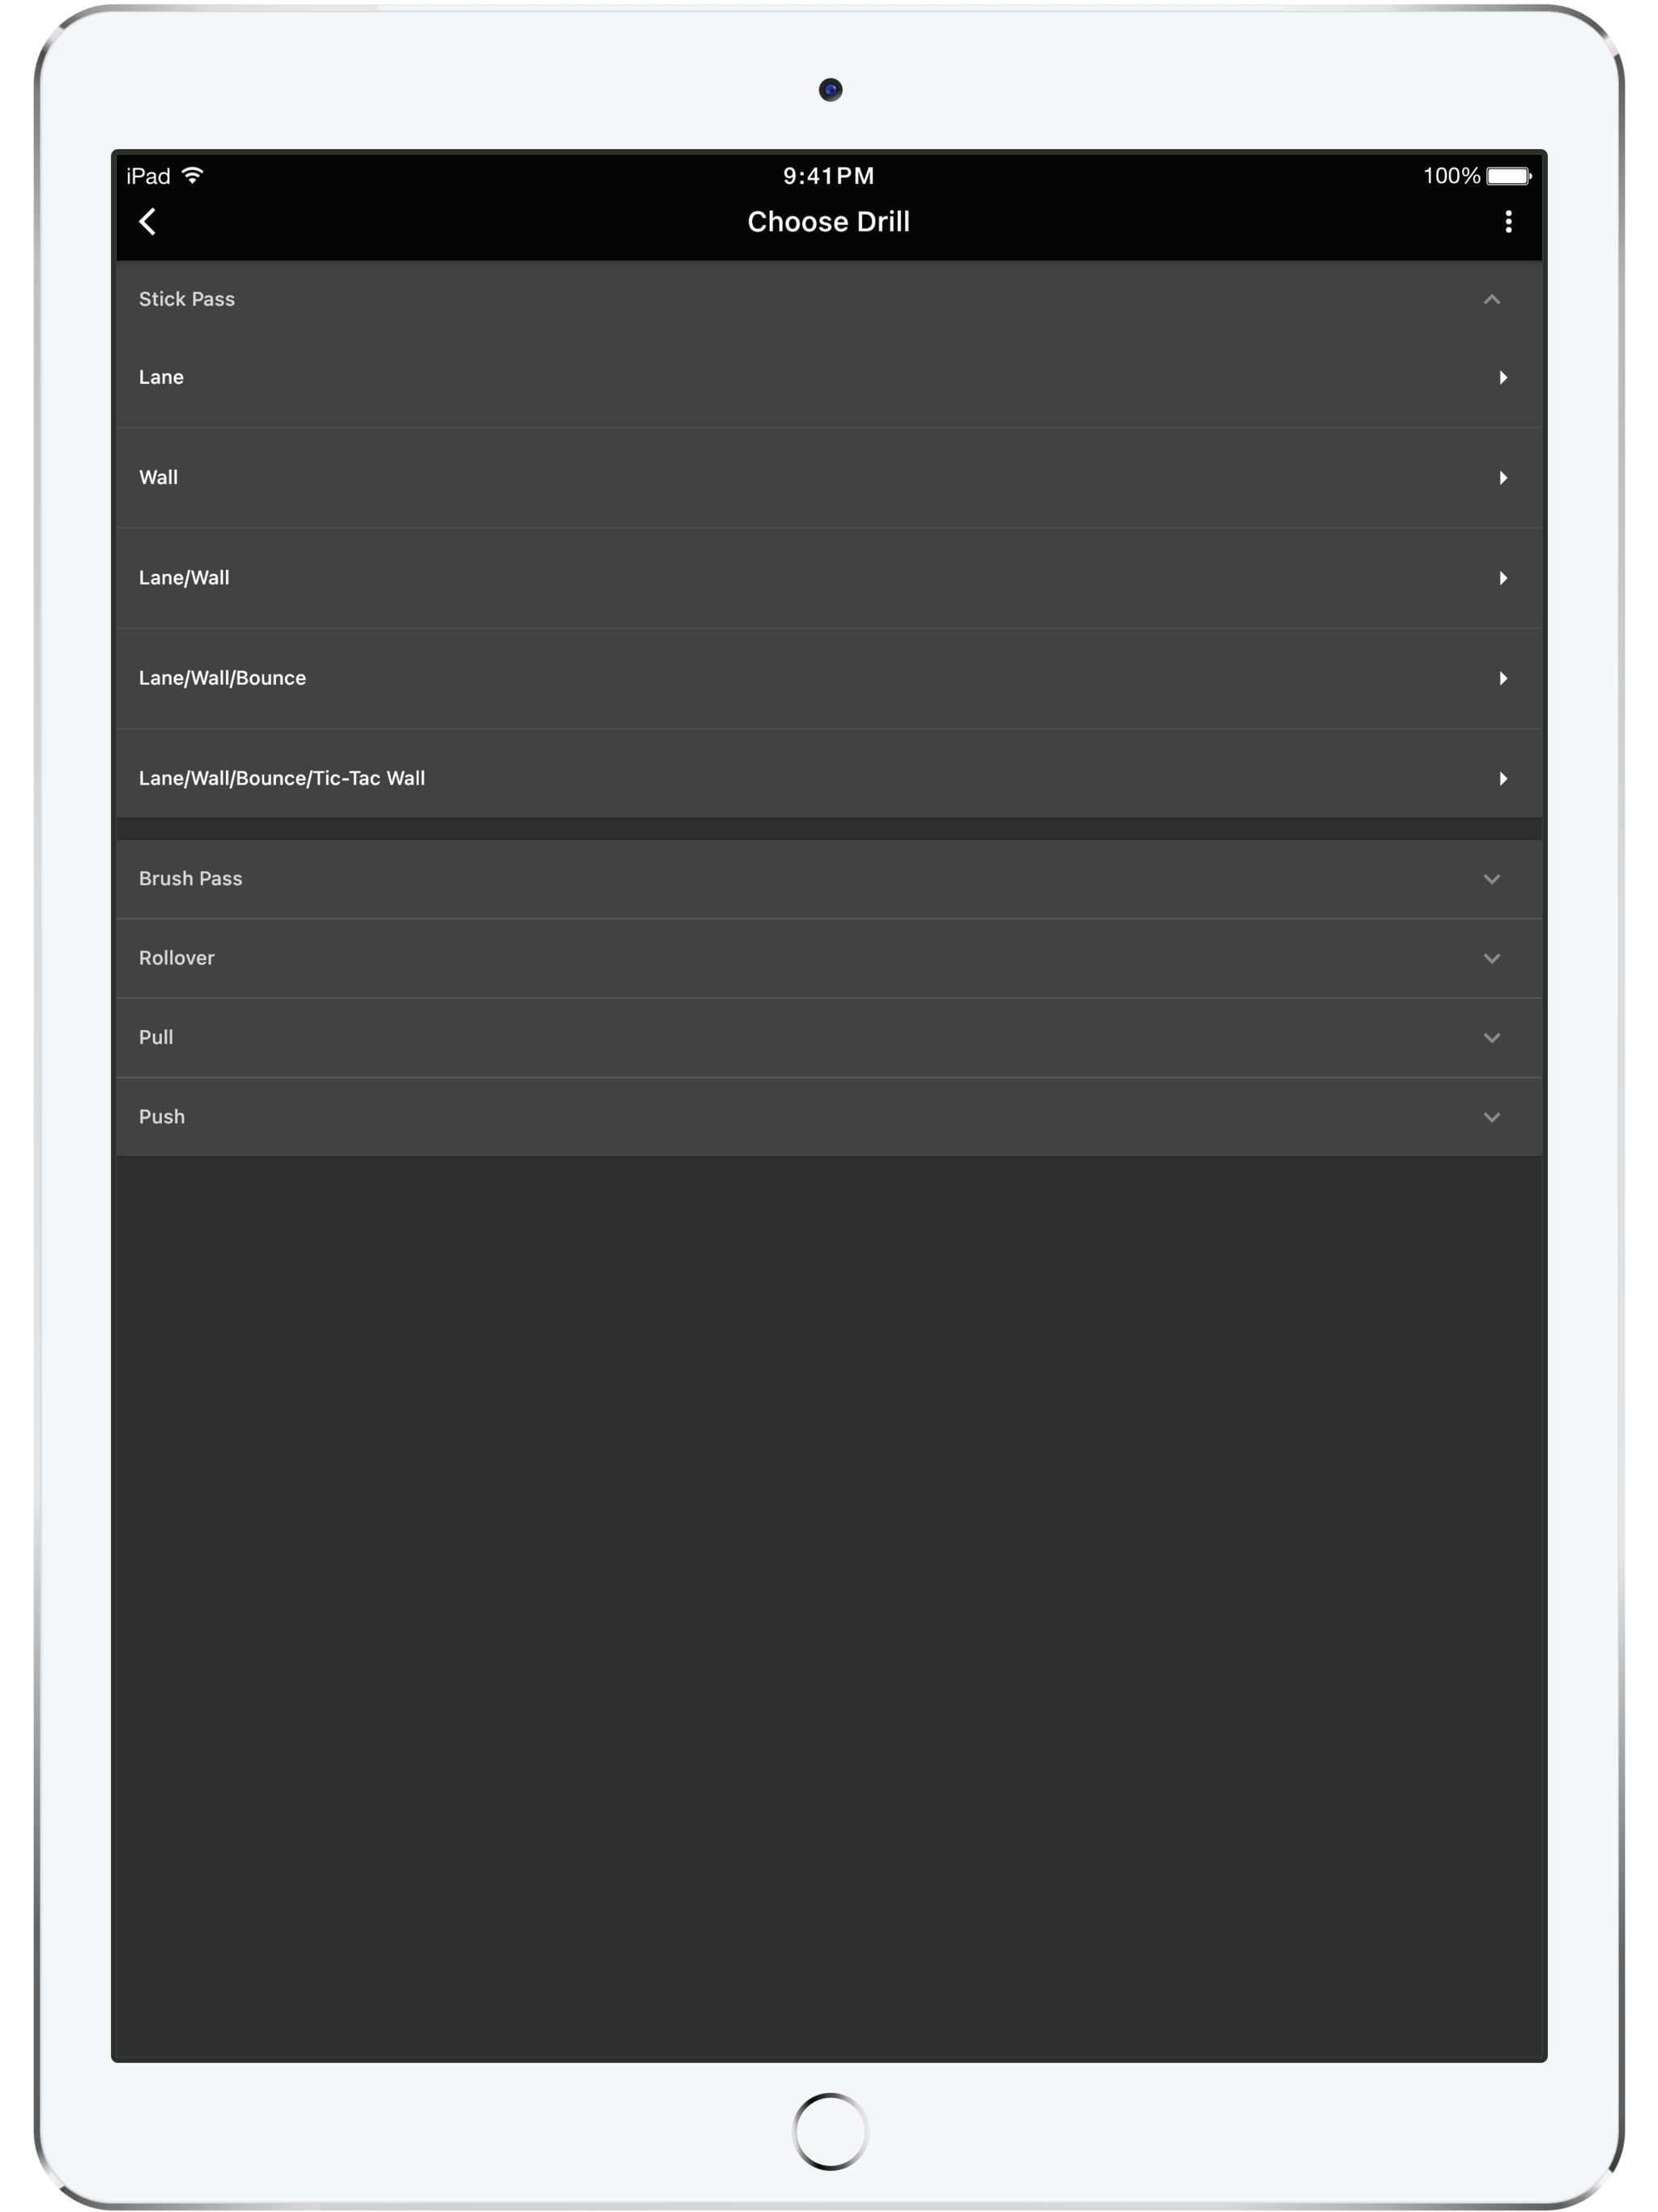 iPad 9:41PM 100%
Choose Drill
Stick Pass
Lane
Wall
Lane/Wall
Lane/Wall/Bounce
Lane/Wall/Bounce/Tic-Tac Wall
Brush Pass
Rollover
Pull
Push